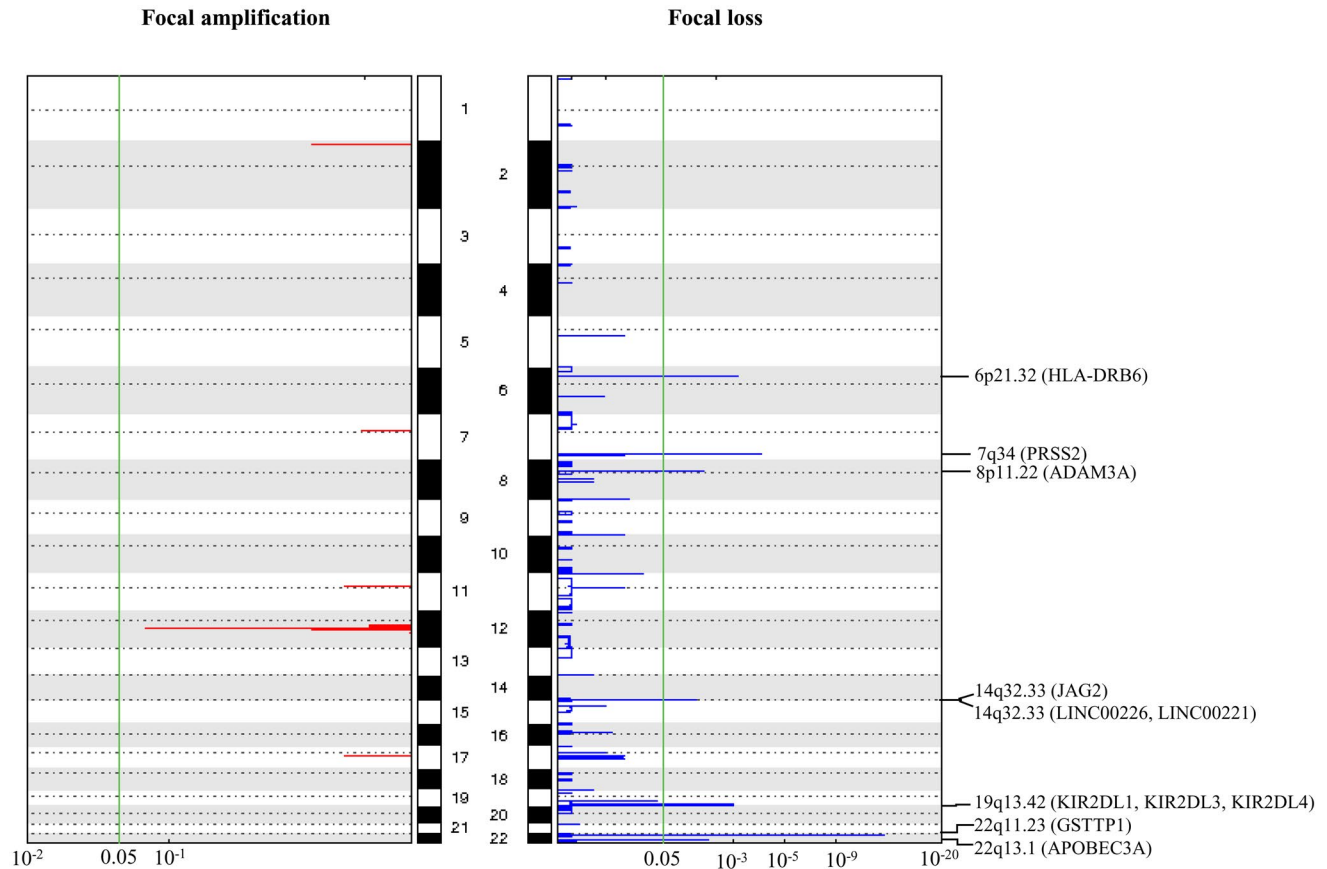 Focal amplification
Focal loss
1
2
3
4
5
6
7
8
9
10
11
12
13
14
15
16
17
18
19
20
21
22
6p21.32 (HLA-DRB6)
7q34 (PRSS2)
8p11.22 (ADAM3A)
14q32.33 (JAG2)
14q32.33 (LINC00226, LINC00221)
19q13.42 (KIR2DL1, KIR2DL3, KIR2DL4)
22q11.23 (GSTTP1)
22q13.1 (APOBEC3A)
10⁻² 0.05 10⁻¹
0.05 10⁻³ 10⁻⁵ 10⁻⁹ 10⁻²⁰